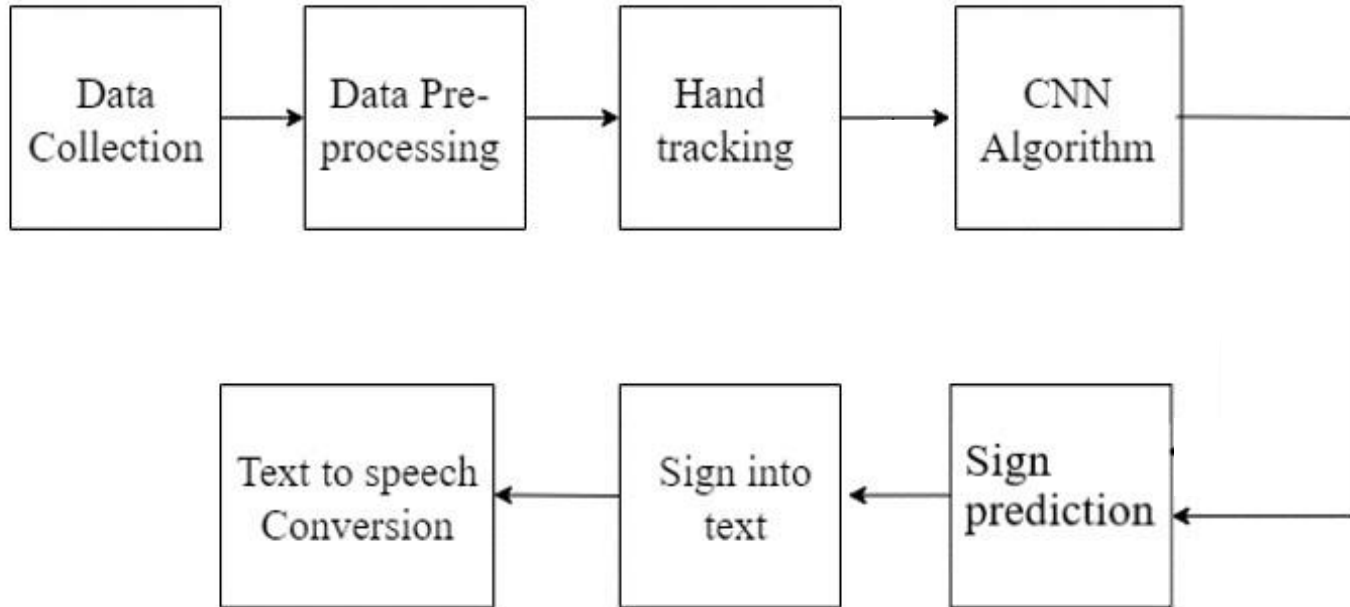 Data
Collection
Data Pre-
processing
Hand
tracking
CNN
Algorithm
Text to speech
Conversion
Sign into
text
Sign
prediction